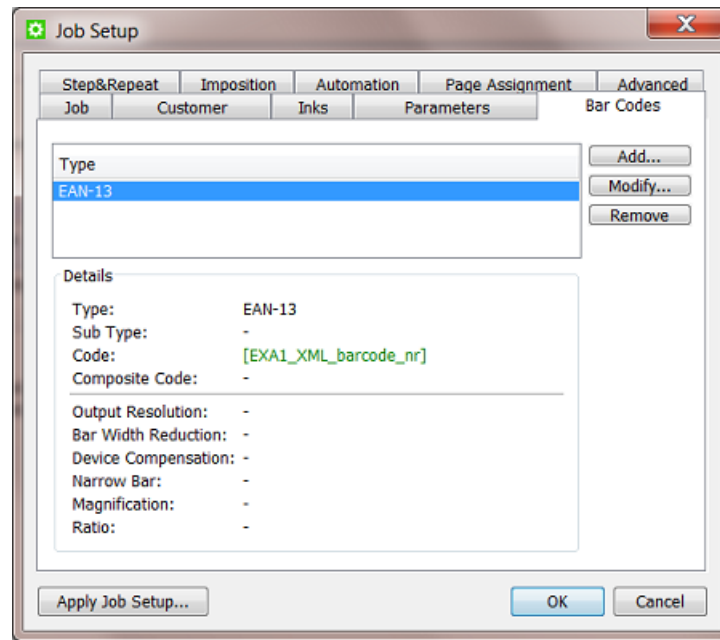 Job Setup
Step&Repeat Imposition Automation Page Assignment Advanced
Job Customer Inks Parameters Bar Codes
Type
EAN-13
Add...
Modify...
Remove
Details
Type: EAN-13
Sub Type: -
Code: [EXA1_XML_barcode_nr]
Composite Code: -
Output Resolution: -
Bar Width Reduction: -
Device Compensation: -
Narrow Bar: -
Magnification: -
Ratio: -
Apply Job Setup... OK Cancel